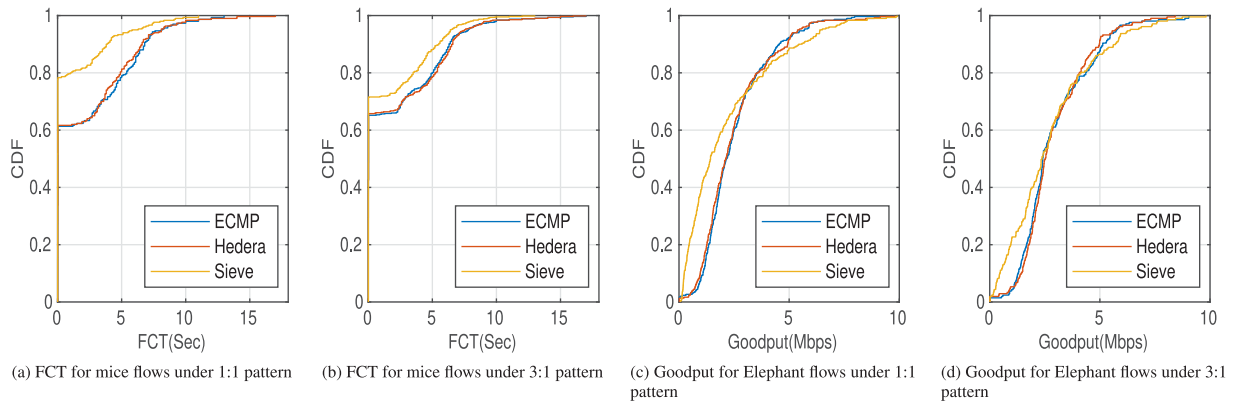 1
0.8
0.6
0.4
0.2
0
CDF
0 5 10 15
FCT(Sec)
ECMP
Hedera
Sieve
(a) FCT for mice flows under 1:1 pattern
1
0.8
0.6
0.4
0.2
0
CDF
0 5 10 15
FCT(Sec)
ECMP
Hedera
Sieve
(b) FCT for mice flows under 3:1 pattern
1
0.8
0.6
0.4
0.2
0
CDF
0 5 10
Goodput(Mbps)
ECMP
Hedera
Sieve
(c) Goodput for Elephant flows under 1:1
pattern
1
0.8
0.6
0.4
0.2
0
CDF
0 5 10
Goodput(Mbps)
ECMP
Hedera
Sieve
(d) Goodput for Elephant flows under 3:1
pattern